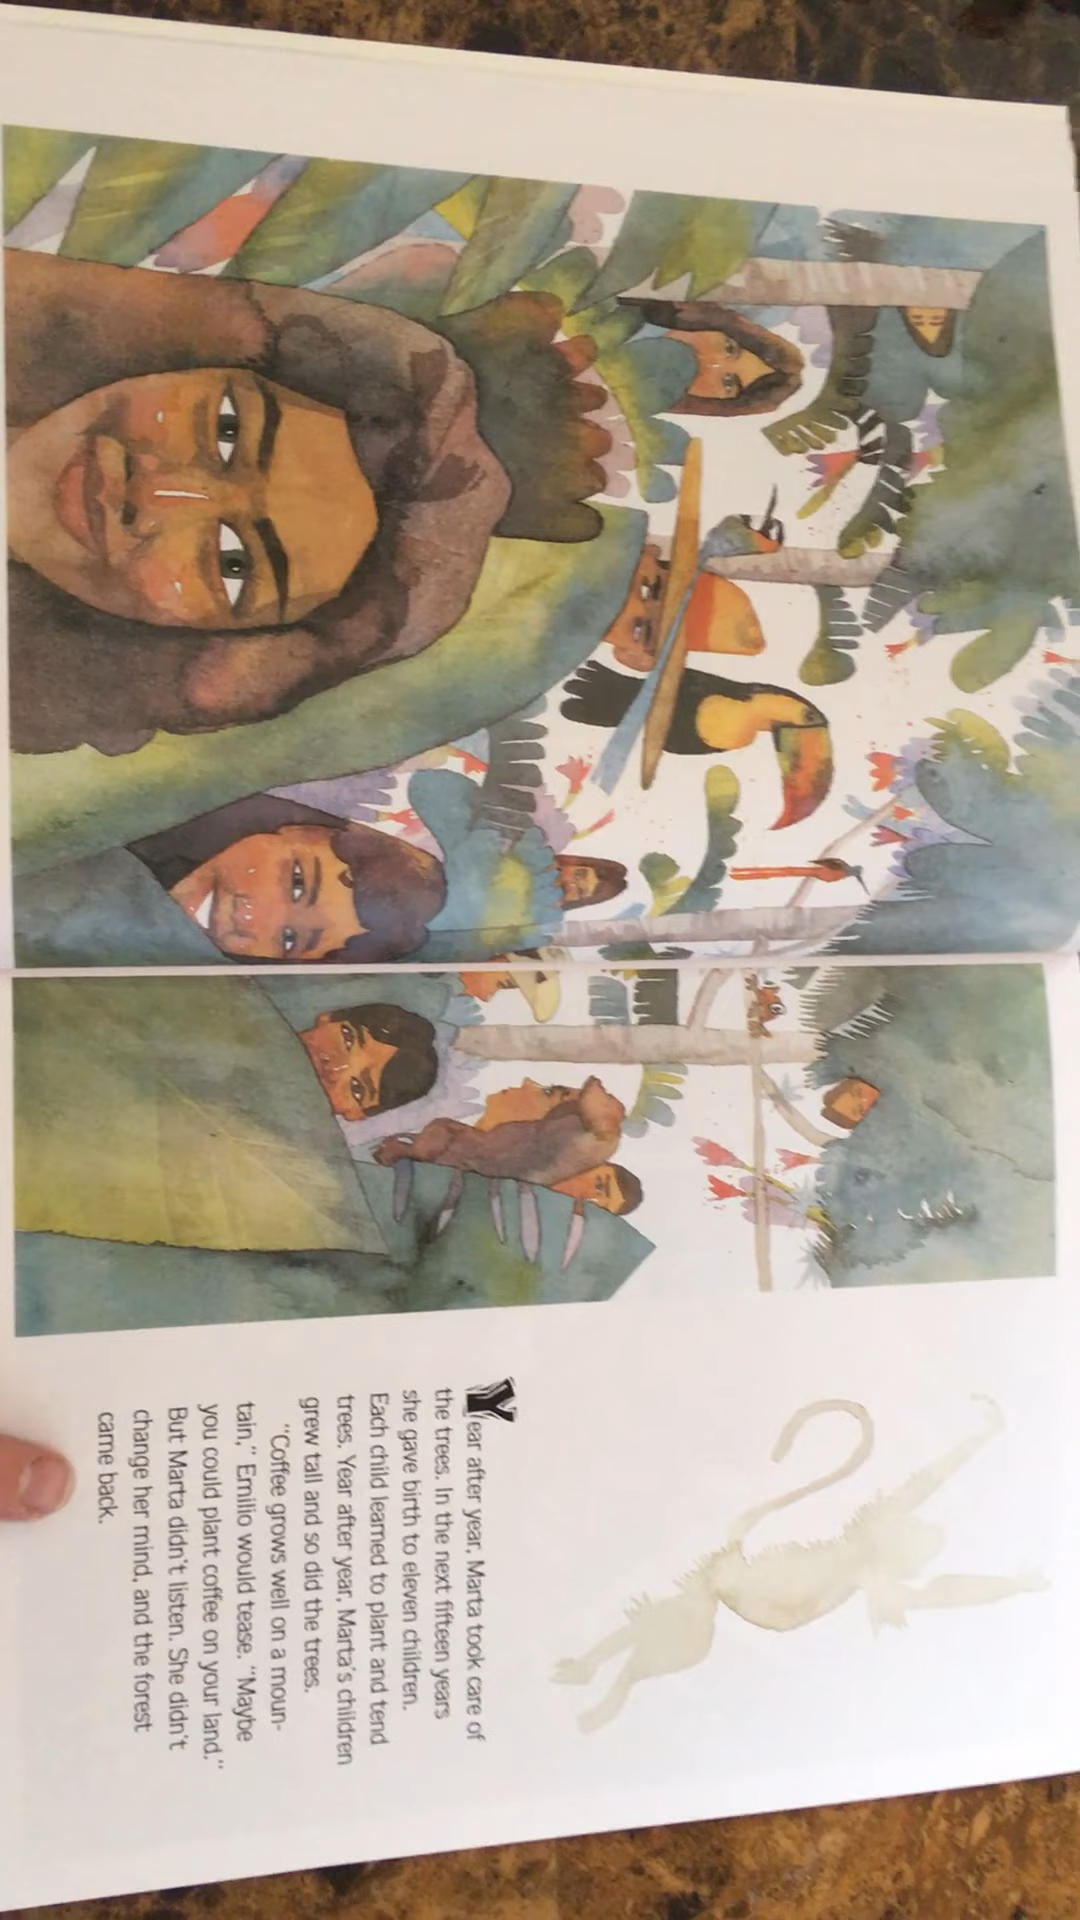 Year after year, Marta took care of
the trees. In the next fifteen years
she gave birth to eleven children.
Each child learned to plant and tend
trees. Year after year, Marta's children
grew tall and so did the trees.
"Coffee grows well on a moun-
tain," Emilio would tease. "Maybe
you could plant coffee on your land."
But Marta didn't listen. She didn't
change her mind, and the forest
came back.